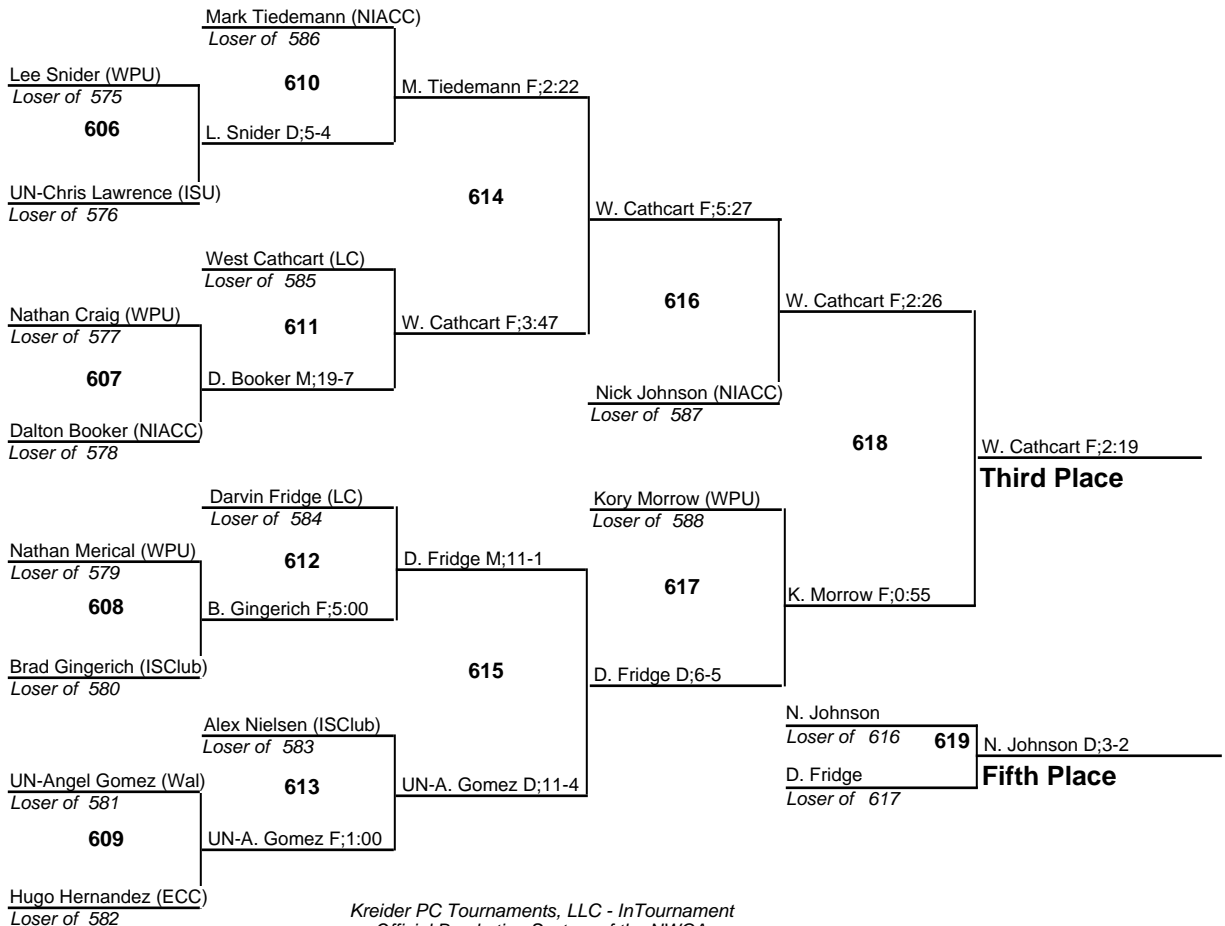 Mark Tiedemann (NIACC)
Loser of 586
Lee Snider (WPU)
Loser of 575
610
M. Tiedemann F;2:22
606
L. Snider D;5-4
UN-Chris Lawrence (ISU)
Loser of 576
614
W. Cathcart F;5:27
West Cathcart (LC)
Loser of 585
Nathan Craig (WPU)
Loser of 577
611
W. Cathcart F;3:47
616
W. Cathcart F;2:26
607
D. Booker M;19-7
Nick Johnson (NIACC)
Loser of 587
Dalton Booker (NIACC)
Loser of 578
618
W. Cathcart F;2:19
Third Place
Darvin Fridge (LC)
Loser of 584
Kory Morrow (WPU)
Loser of 588
Nathan Merical (WPU)
Loser of 579
612
D. Fridge M;11-1
617
608
B. Gingerich F;5:00
K. Morrow F;0:55
Brad Gingerich (ISClub)
Loser of 580
615
D. Fridge D;6-5
Alex Nielsen (ISClub)
Loser of 583
N. Johnson
Loser of 616
619
N. Johnson D;3-2
Fifth Place
UN-Angel Gomez (Wal)
Loser of 581
613
UN-A. Gomez D;11-4
D. Fridge
Loser of 617
609
UN-A. Gomez F;1:00
Hugo Hernandez (ECC)
Loser of 582
Kreider PC Tournaments, LLC - InTournament